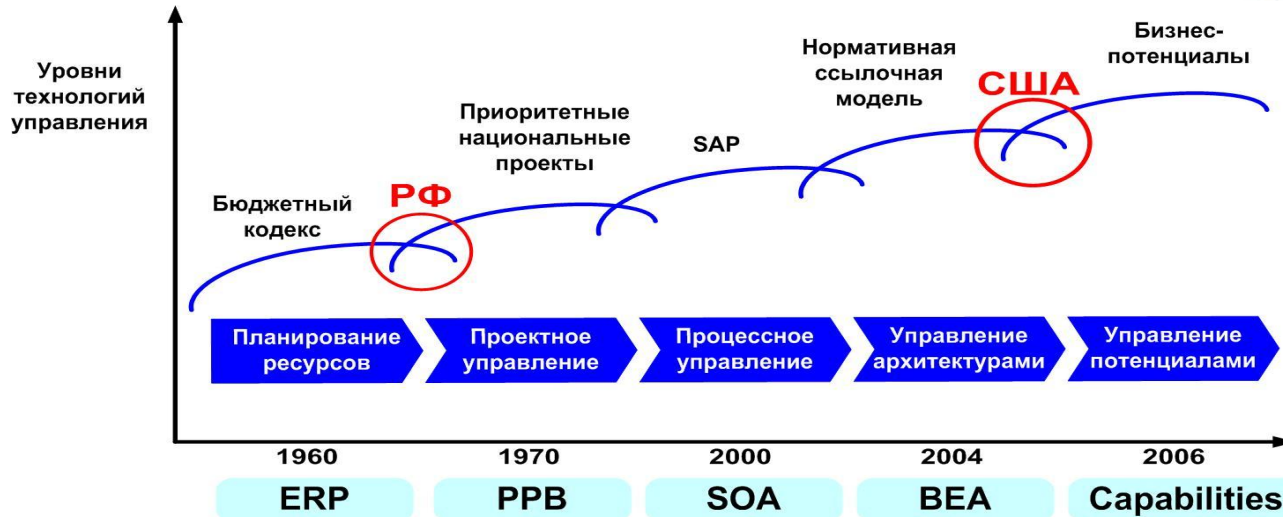 Уровни
технологий
управления
Бюджетный
кодекс
РФ
Приоритетные
национальные
проекты
SAP
Нормативная
ссылочная
модель
США
Бизнес-
потенциалы
Планирование
ресурсов
Проектное
управление
Процессное
управление
Управление
архитектурами
Управление
потенциалами
1960
1970
2000
2004
2006
ERP
PPB
SOA
BEA
Capabilities